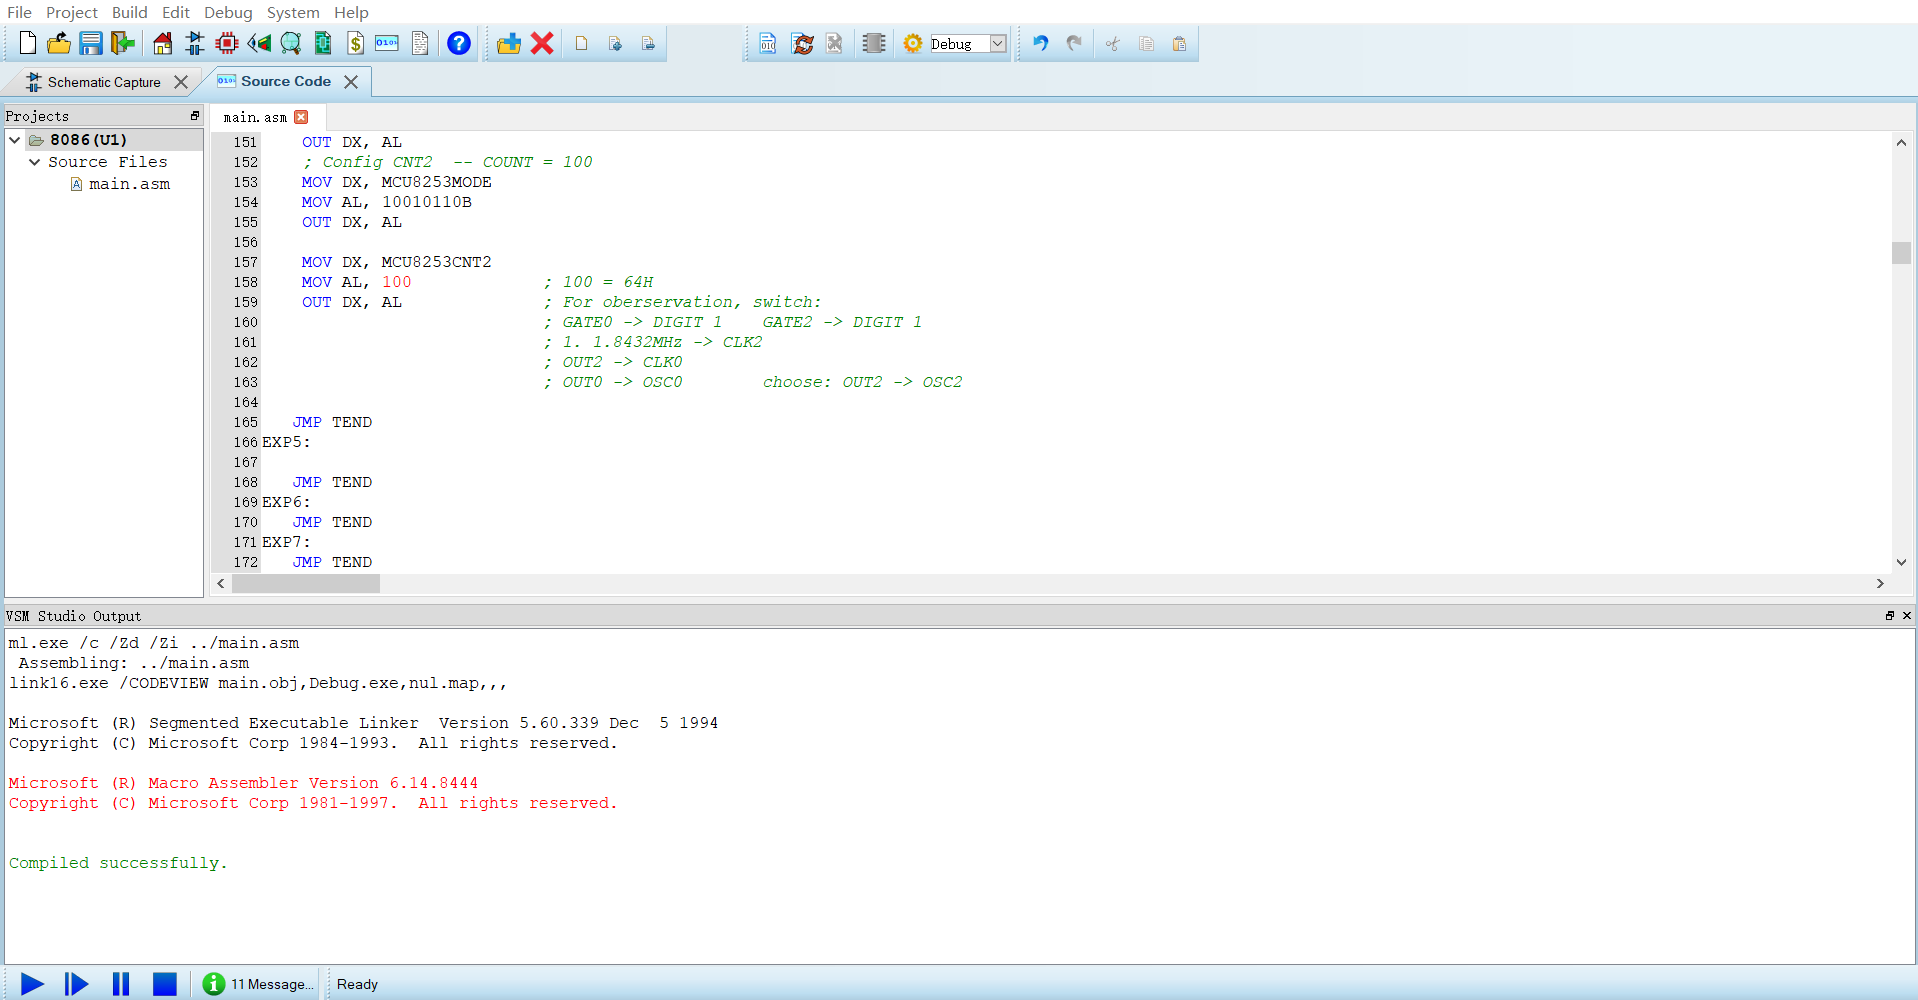 File Project Build Edit Debug System Help
Debug
Schematic Capture
Source Code
Projects
8086(U1)
Source Files
main.asm
main.asm
151 OUT DX, AL
152 ; Config CNT2  -- COUNT = 100
153 MOV DX, MCU8253MODE
154 MOV AL, 10010110B
155 OUT DX, AL
156
157 MOV DX, MCU8253CNT2
158 MOV AL, 100 ; 100 = 64H
159 OUT DX, AL ; For oberservation, switch:
160 ; GATE0 -> DIGIT 1 GATE2 -> DIGIT 1
161 ; 1. 1.8432MHz -> CLK2
162 ; OUT2 -> CLK0
163 ; OUT0 -> OSC0 choose: OUT2 -> OSC2
164
165 JMP TEND
166 EXP5:
167
168 JMP TEND
169 EXP6:
170 JMP TEND
171 EXP7:
172 JMP TEND
VSM Studio Output
ml.exe /c /Zd /Zi ../main.asm
Assembling: ../main.asm
link16.exe /CODEVIEW main.obj,Debug.exe,nul.map,,,
Microsoft (R) Segmented Executable Linker  Version 5.60.339 Dec  5 1994
Copyright (C) Microsoft Corp 1984-1993.  All rights reserved.
Microsoft (R) Macro Assembler Version 6.14.8444
Copyright (C) Microsoft Corp 1981-1997.  All rights reserved.
Compiled successfully.
11 Message...
Ready